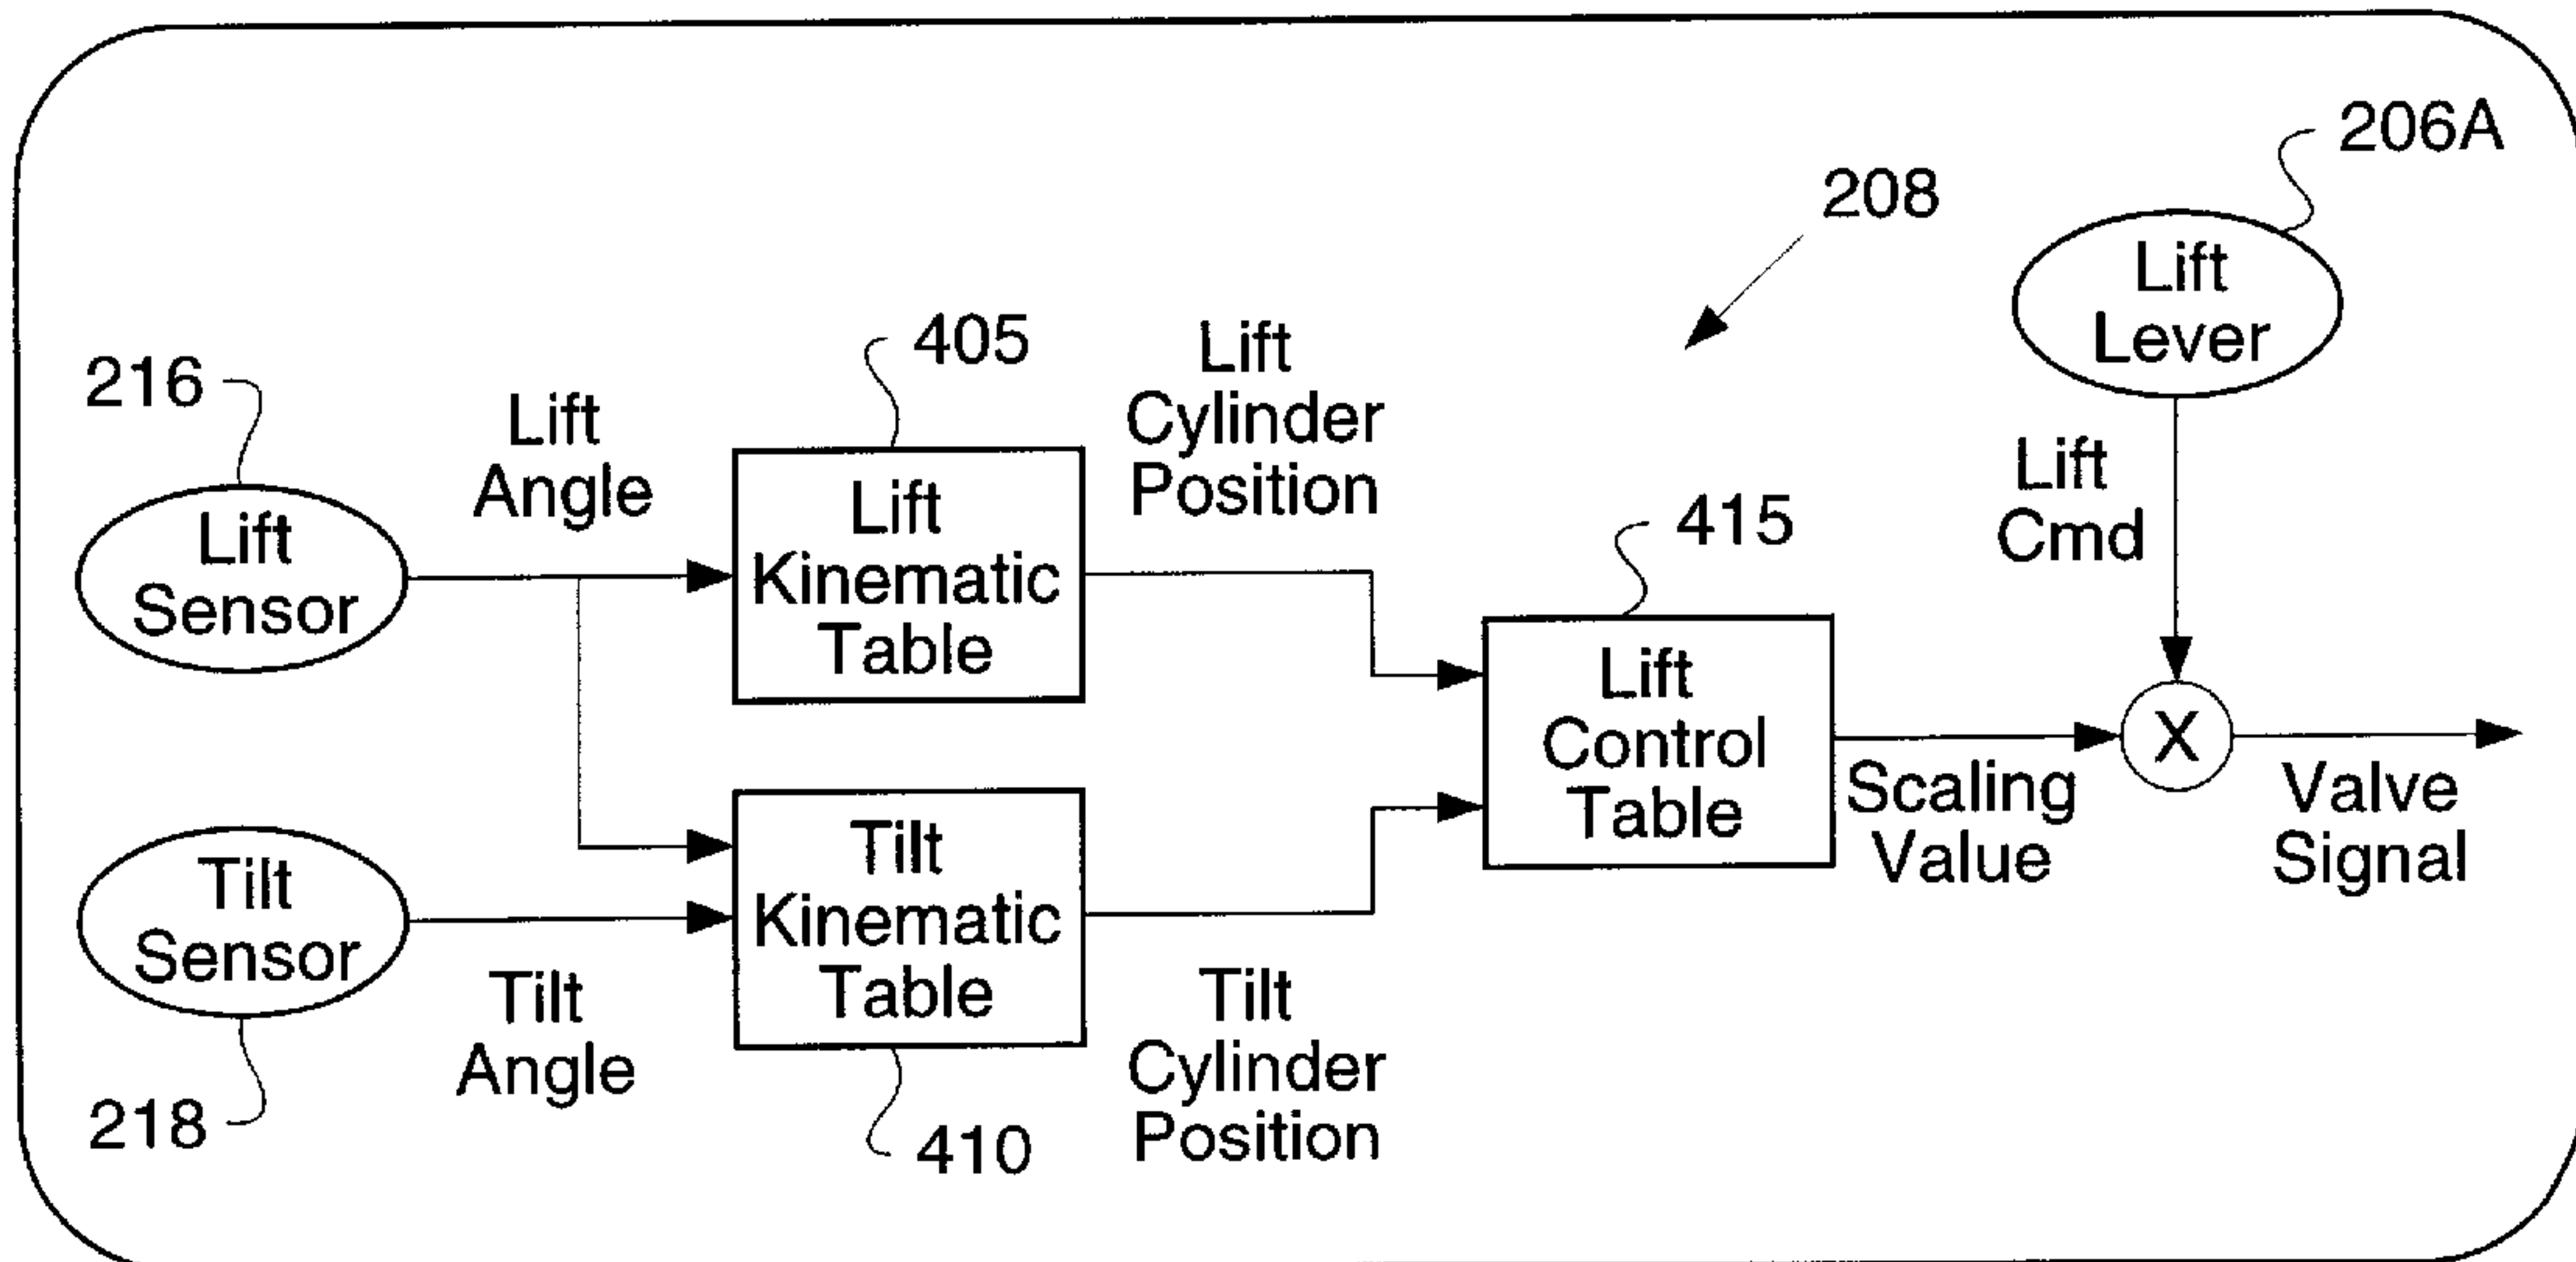 206A
208
Lift
Lever
405
Lift
Cylinder
Position
216
Lift
Angle
Lift
Cmd
Lift
Kinematic
Table
415
Lift
Sensor
Lift
Control
Table
X
Scaling
Value
Valve
Signal
Tilt
Sensor
Tilt
Kinematic
Table
Tilt
Angle
Tilt
Cylinder
Position
218
410